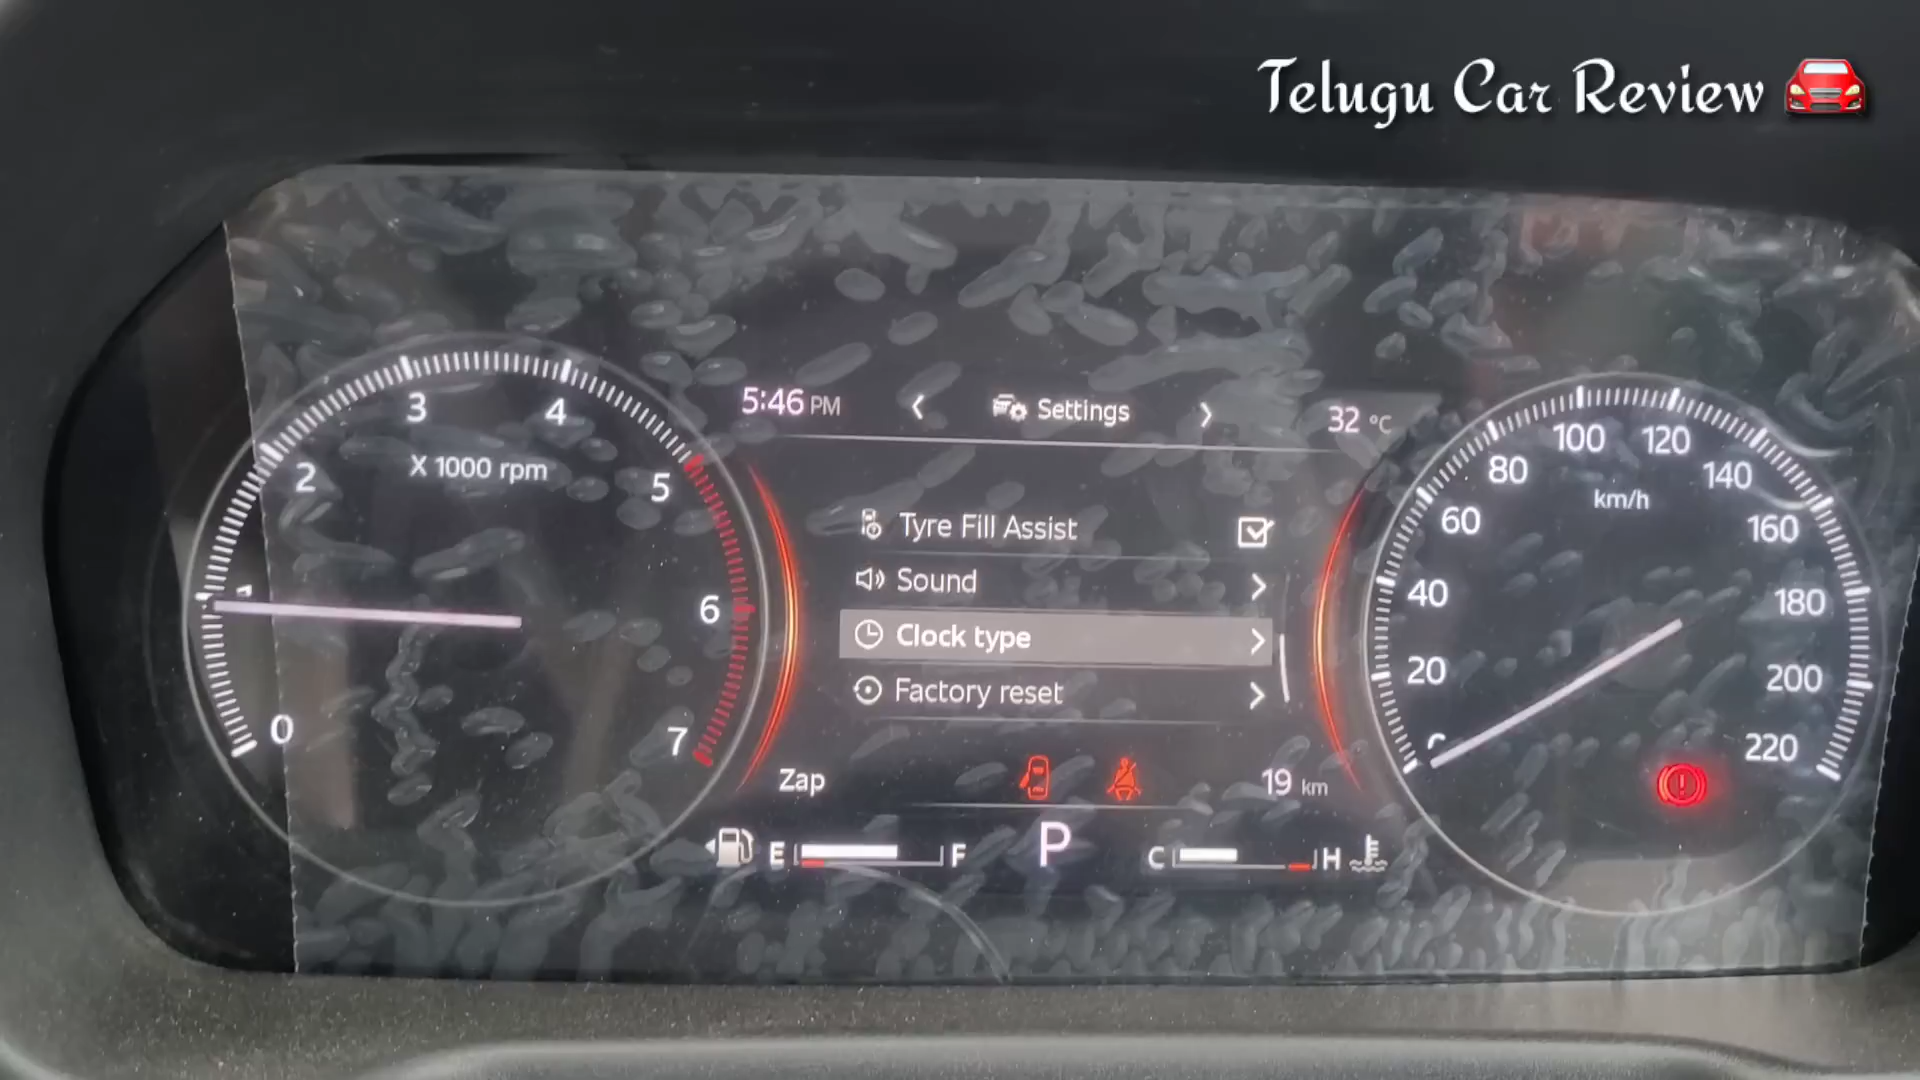 Telugu Car Review
5:46 PM
Settings
32 °C
Tyre Fill Assist
Sound
Clock type
Factory reset
Zap
19 km
E F
P
C H
X 1000 rpm
0
1
2
3
4
5
6
7
km/h
20
40
60
80
100
120
140
160
180
200
220